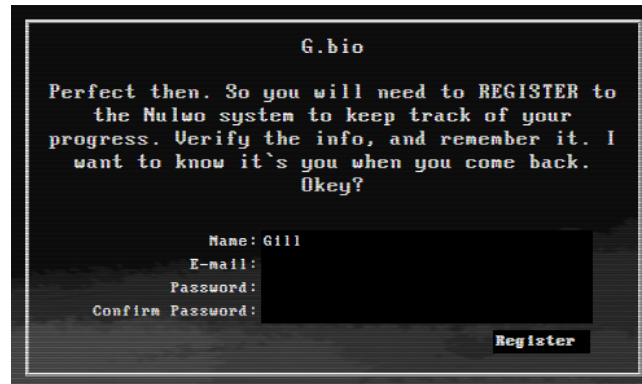 G.bio
Perfect then. So you will need to REGISTER to
the Nulwo system to keep track of your
progress. Verify the info, and remember it. I
want to know it`s you when you come back.
Okey?
Name: Gill
E-mail:
Password:
Confirm Password:
Register